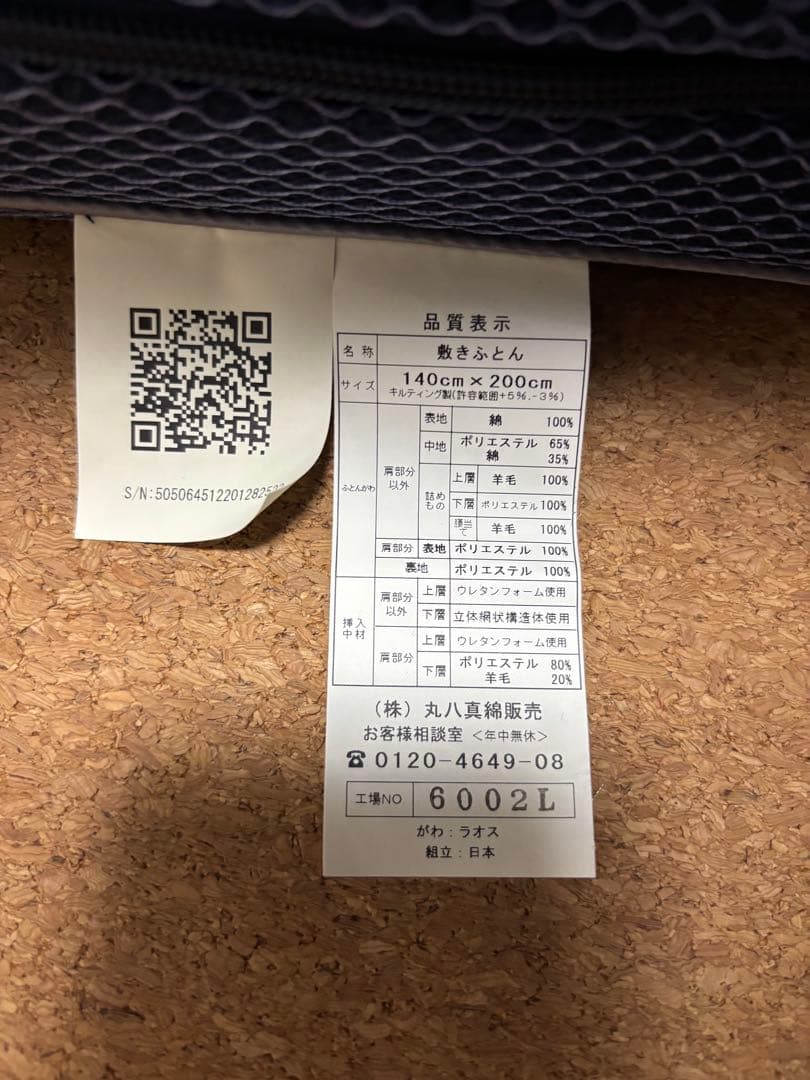 S/N:505064512201282
品質表示
名称 敷きふとん
サイズ 140cm×200cm
キルティング製(許容範囲+5%.-3%)
ふとんがわ 肩部分以外 表地 綿 100%
中地 ポリエステル 65%
綿 35%
詰めもの 上層 羊毛 100%
下層 ポリエステル 100%
腰当て 羊毛 100%
肩部分 表地 ポリエステル 100%
裏地 ポリエステル 100%
挿入中材 肩部分以外 上層 ウレタンフォーム使用
下層 立体網状構造体使用
肩部分 上層 ウレタンフォーム使用
下層 ポリエステル 80%
羊毛 20%
(株)丸八真綿販売
お客様相談室 <年中無休>
☎0120-4649-08
工場NO 6002L
がわ:ラオス
組立:日本